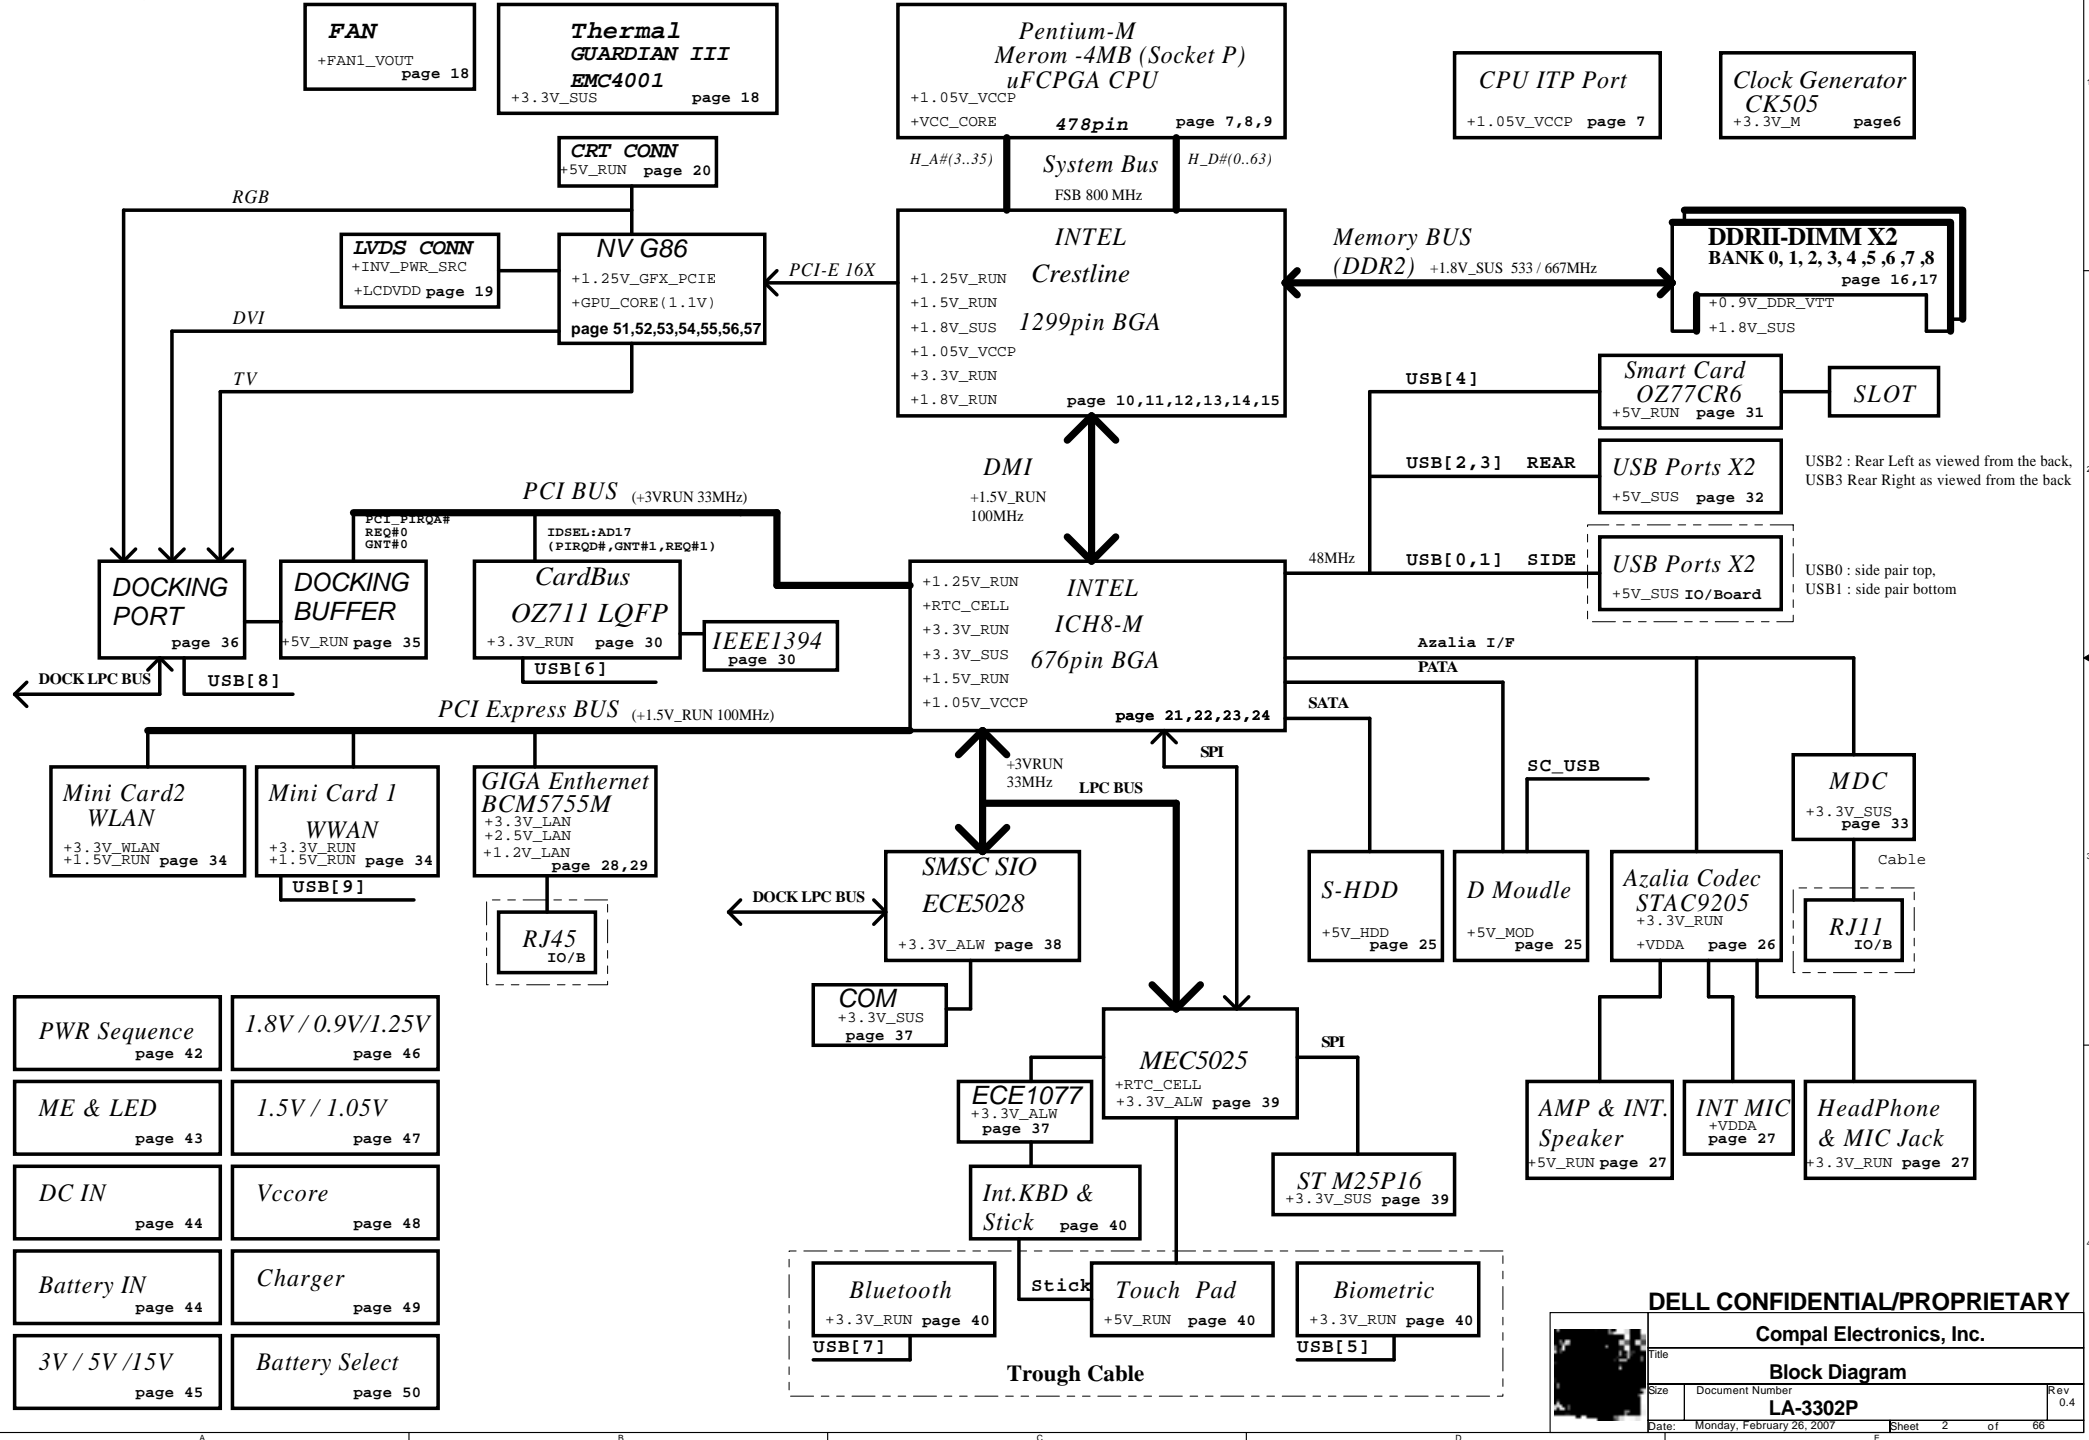 FAN
+FAN1_VOUT
page 18
Thermal
GUARDIAN III
EMC4001
+3.3V_SUS page 18
Pentium-M
Merom -4MB (Socket P)
uFCPGA CPU
+1.05V_VCCP
+VCC_CORE 478pin page 7,8,9
CPU ITP Port
+1.05V_VCCP page 7
Clock Generator
CK505
+3.3V_M page6
H_A#(3..35) System Bus H_D#(0..63)
FSB 800 MHz
CRT CONN
+5V_RUN page 20
RGB
LVDS CONN
+INV_PWR_SRC
+LCDVDD page 19
NV G86
+1.25V_GFX_PCIE
+GPU_CORE(1.1V)
page 51,52,53,54,55,56,57
DVI
TV
PCI-E 16X
INTEL
Crestline
1299pin BGA
+1.25V_RUN
+1.5V_RUN
+1.8V_SUS
+1.05V_VCCP
+3.3V_RUN
+1.8V_RUN
page 10,11,12,13,14,15
Memory BUS
(DDR2) +1.8V_SUS 533 / 667MHz
DDRII-DIMM X2
BANK 0, 1, 2, 3, 4 ,5 ,6 ,7 ,8
page 16,17
+0.9V_DDR_VTT
+1.8V_SUS
USB[4]
Smart Card
OZ77CR6
+5V_RUN page 31
SLOT
USB[2,3] REAR
USB Ports X2
+5V_SUS page 32
USB2 : Rear Left as viewed from the back,
USB3 Rear Right as viewed from the back
48MHz
USB[0,1] SIDE
USB Ports X2
+5V_SUS IO/Board
USB0 : side pair top,
USB1 : side pair bottom
DMI
+1.5V_RUN
100MHz
PCI BUS (+3VRUN 33MHz)
PCI_PIRQA#
REQ#0
GNT#0
IDSEL:AD17
(PIRQD#,GNT#1,REQ#1)
DOCKING
PORT
page 36
DOCKING
BUFFER
+5V_RUN page 35
CardBus
OZ711 LQFP
+3.3V_RUN page 30
IEEE1394
page 30
DOCK LPC BUS
USB[8]
USB[6]
INTEL
ICH8-M
676pin BGA
+1.25V_RUN
+RTC_CELL
+3.3V_RUN
+3.3V_SUS
+1.5V_RUN
+1.05V_VCCP
page 21,22,23,24
Azalia I/F
PATA
SATA
PCI Express BUS (+1.5V_RUN 100MHz)
Mini Card2
WLAN
+3.3V_WLAN
+1.5V_RUN page 34
Mini Card 1
WWAN
+3.3V_RUN
+1.5V_RUN page 34
USB[9]
GIGA Enthernet
BCM5755M
+3.3V_LAN
+2.5V_LAN
+1.2V_LAN
page 28,29
RJ45
IO/B
+3VRUN
33MHz
LPC BUS
SPI
SC_USB
MDC
+3.3V_SUS
page 33
Cable
RJ11
IO/B
DOCK LPC BUS
SMSC SIO
ECE5028
+3.3V_ALW page 38
S-HDD
+5V_HDD
page 25
D Moudle
+5V_MOD
page 25
Azalia Codec
STAC9205
+3.3V_RUN
+VDDA page 26
COM
+3.3V_SUS
page 37
MEC5025
+RTC_CELL
+3.3V_ALW page 39
SPI
ECE1077
+3.3V_ALW
page 37
Int.KBD &
Stick page 40
ST M25P16
+3.3V_SUS page 39
AMP & INT.
Speaker
+5V_RUN page 27
INT MIC
+VDDA
page 27
HeadPhone
& MIC Jack
+3.3V_RUN page 27
PWR Sequence
page 42
1.8V / 0.9V/1.25V
page 46
ME & LED
page 43
1.5V / 1.05V
page 47
DC IN
page 44
Vccore
page 48
Battery IN
page 44
Charger
page 49
3V / 5V /15V
page 45
Battery Select
page 50
Bluetooth
+3.3V_RUN page 40
USB[7]
Stick
Touch Pad
+5V_RUN page 40
Biometric
+3.3V_RUN page 40
USB[5]
Trough Cable
DELL CONFIDENTIAL/PROPRIETARY
Compal Electronics, Inc.
Title
Block Diagram
Size Document Number Rev
LA-3302P 0.4
Date: Monday, February 26, 2007 Sheet 2 of 66
A B C D E
1
2
3
4